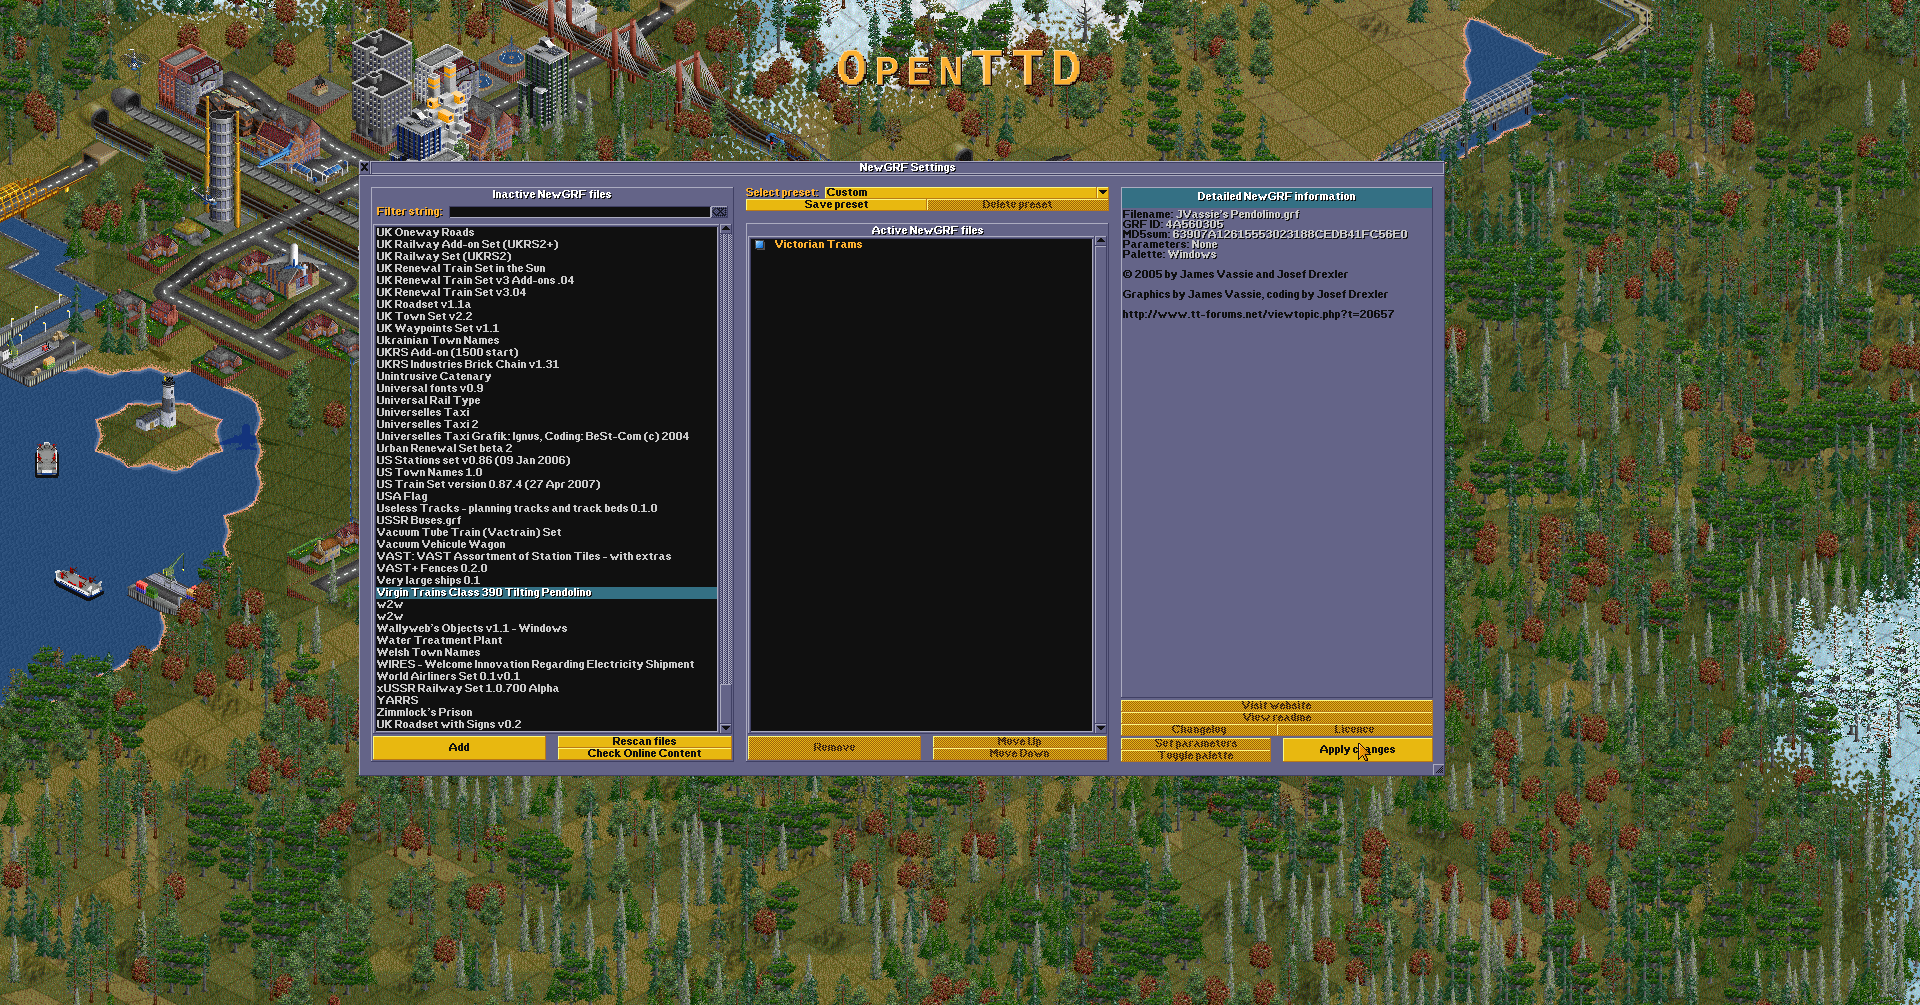 OPENTTD
NewGRF Settings
Inactive NewGRF files
Filter string:
UK Oneway Roads
UK Railway Add-on Set (UKRS2+)
UK Railway Set (UKRS2)
UK Renewal Train Set in the Sun
UK Renewal Train Set v3 Add-ons .04
UK Renewal Train Set v3.04
UK Roadset v1.1a
UK Town Set v2.2
UK Waypoints Set v1.1
Ukrainian Town Names
UKRS Add-on (1500 start)
UKRS Industries Brick Chain v1.31
Unintrusive Catenary
Universal fonts v0.9
Universal Rail Type
Universelles Taxi
Universelles Taxi 2
Universelles Taxi Grafik: Ignus, Coding: BeSt-Com (c) 2004
Urban Renewal Set beta 2
US Stations set v0.86 (09 Jan 2006)
US Town Names 1.0
US Train Set version 0.87.4 (27 Apr 2007)
USA Flag
Useless Tracks - planning tracks and track beds 0.1.0
USSR Buses.grf
Vacuum Tube Train (Vactrain) Set
Vacuum Vehicule Wagon
VAST: VAST Assortment of Station Tiles - with extras
VAST+ Fences 0.2.0
Very large ships 0.1
Virgin Trains Class 390 Tilting Pendolino
w2w
w2w
Wallyweb's Objects v1.1 - Windows
Water Treatment Plant
Welsh Town Names
WIRES - Welcome Innovation Regarding Electricity Shipment
World Airliners Set 0.1v0.1
xUSSR Railway Set 1.0.700 Alpha
YARRS
Zimmlock's Prison
UK Roadset with Signs v0.2
Add
Rescan files
Check Online Content
Select preset: Custom
Save preset
Delete preset
Active NewGRF files
Victorian Trams
Remove
Move Up
Move Down
Detailed NewGRF information
Filename: JVassie's Pendolino.grf
GRF ID: 4A560305
MD5sum: 63907A12615553023188CEDB41FC56E0
Parameters: None
Palette: Windows
© 2005 by James Vassie and Josef Drexler
Graphics by James Vassie, coding by Josef Drexler
http://www.tt-forums.net/viewtopic.php?t=20657
Visit website
View readme
Changelog
Licence
Set parameters
Toggle palette
Apply changes